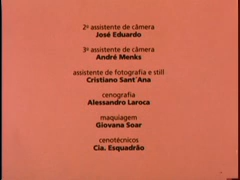 2º assistente de câmera
José Eduardo
3º assistente de câmera
André Menks
assistente de fotografia e still
Cristiano Sant´Ana
cenografia
Alessandro Laroca
maquiagem
Giovana Soar
cenotécnicos
Cia. Esquadrão